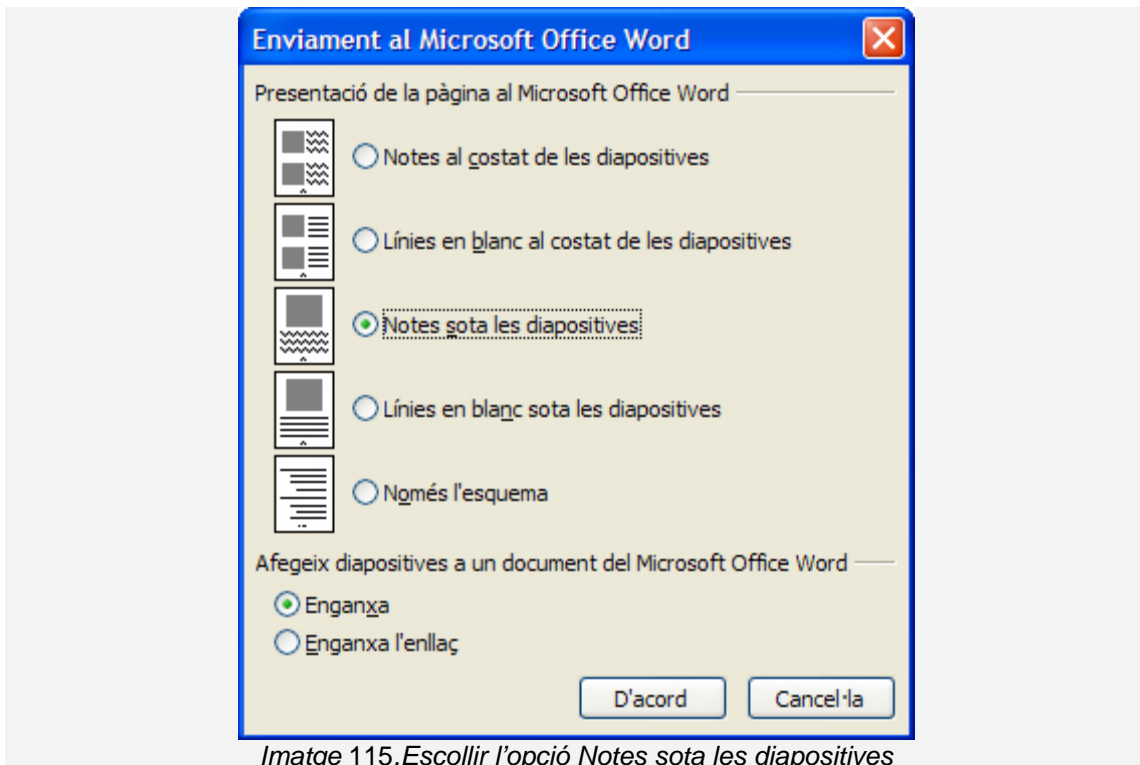 Enviament al Microsoft Office Word
Presentació de la pàgina al Microsoft Office Word
Notes al costat de les diapositives
Línies en blanc al costat de les diapositives
Notes sota les diapositives
Línies en blanc sota les diapositives
Només l'esquema
Afegeix diapositives a un document del Microsoft Office Word
Enganxa
Enganxa l'enllaç
D'acord Cancel·la
Imatge 115.Escollir l’opció Notes sota les diapositives